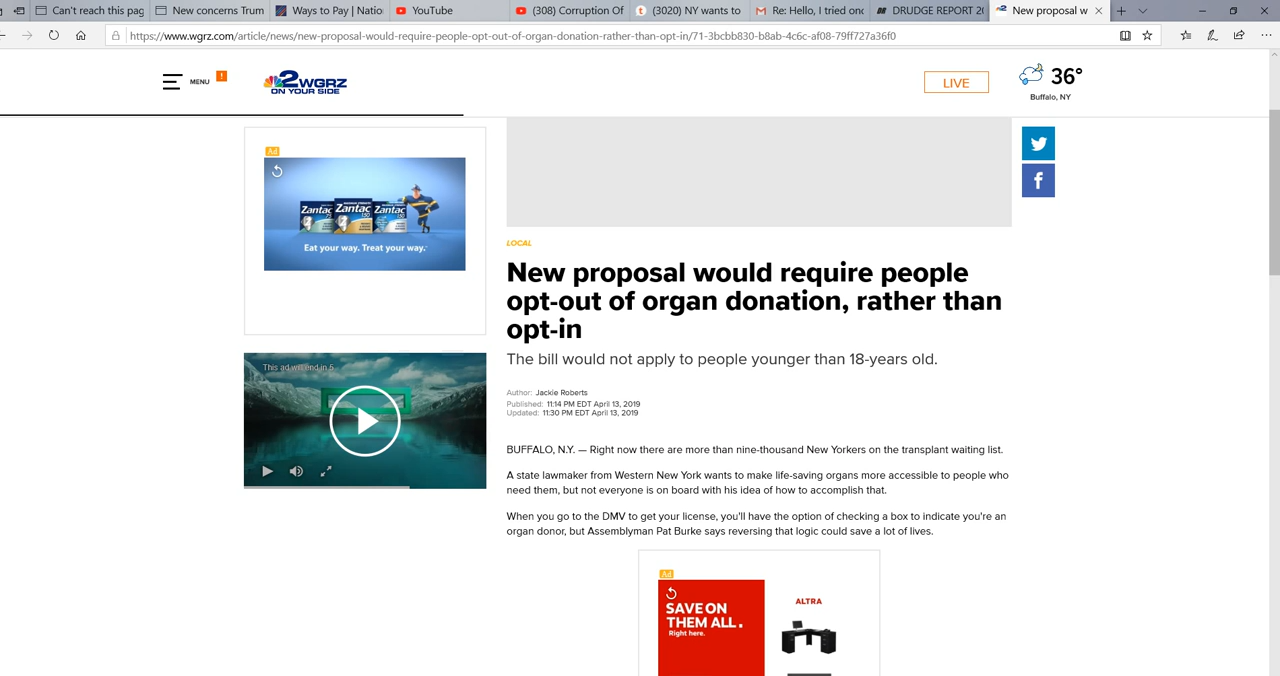 Can't reach this pag
New concerns Trum
Ways to Pay | Natio
YouTube
(308) Corruption Of
(3020) NY wants to
Re: Hello, I tried onc
DRUDGE REPORT 20
New proposal w
https://www.wgrz.com/article/news/new-proposal-would-require-people-opt-out-of-organ-donation-rather-than-opt-in/71-3bcbb830-b8ab-4c6c-af08-79ff727a36f0
MENU
!
2WGRZ
ON YOUR SIDE
LIVE
36°
Buffalo, NY
Ad
Zantac Zantac Zantac
Eat your way. Treat your way.
This ad will end in 5
LOCAL
New proposal would require people
opt-out of organ donation, rather than
opt-in
The bill would not apply to people younger than 18-years old.
Author: Jackie Roberts
Published: 11:14 PM EDT April 13, 2019
Updated: 11:30 PM EDT April 13, 2019
BUFFALO, N.Y. — Right now there are more than nine-thousand New Yorkers on the transplant waiting list.
A state lawmaker from Western New York wants to make life-saving organs more accessible to people who
need them, but not everyone is on board with his idea of how to accomplish that.
When you go to the DMV to get your license, you'll have the option of checking a box to indicate you're an
organ donor, but Assemblyman Pat Burke says reversing that logic could save a lot of lives.
Ad
SAVE ON
THEM ALL.
Right here.
ALTRA